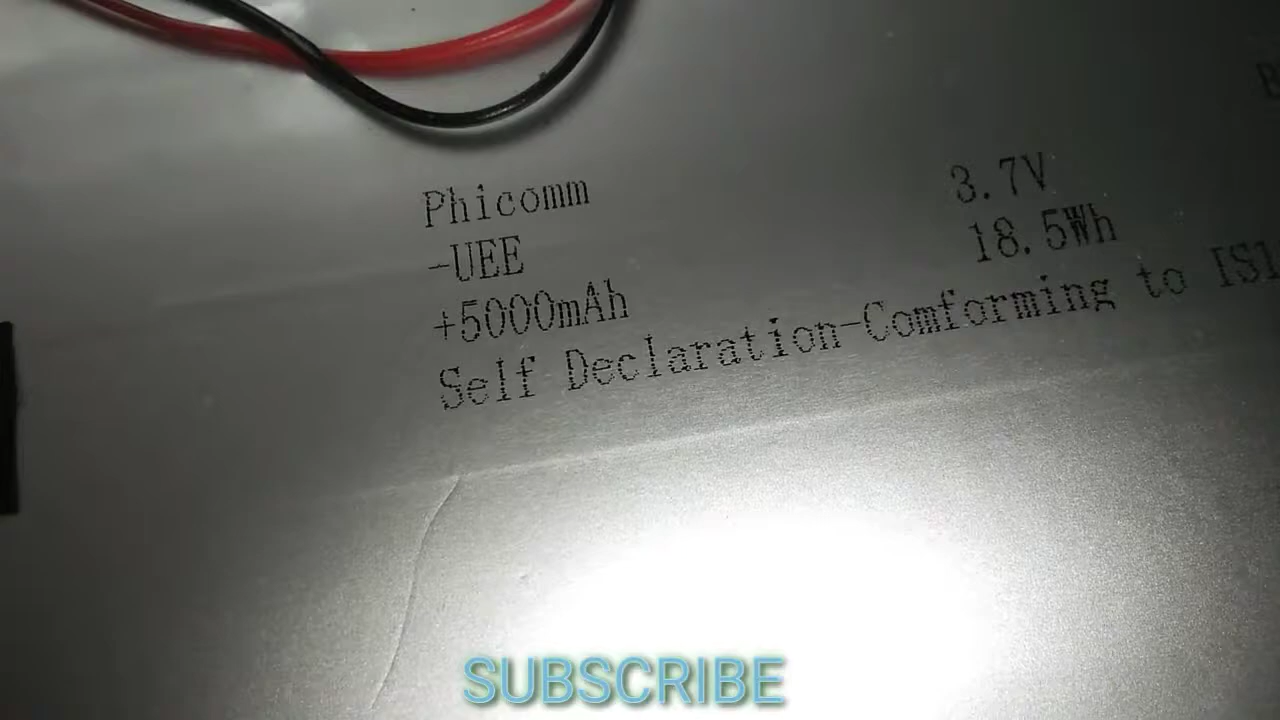 Phicomm 3.7V
-UEE 18.5Wh
+5000mAh
Self Declaration-Comforming to
SUBSCRIBE